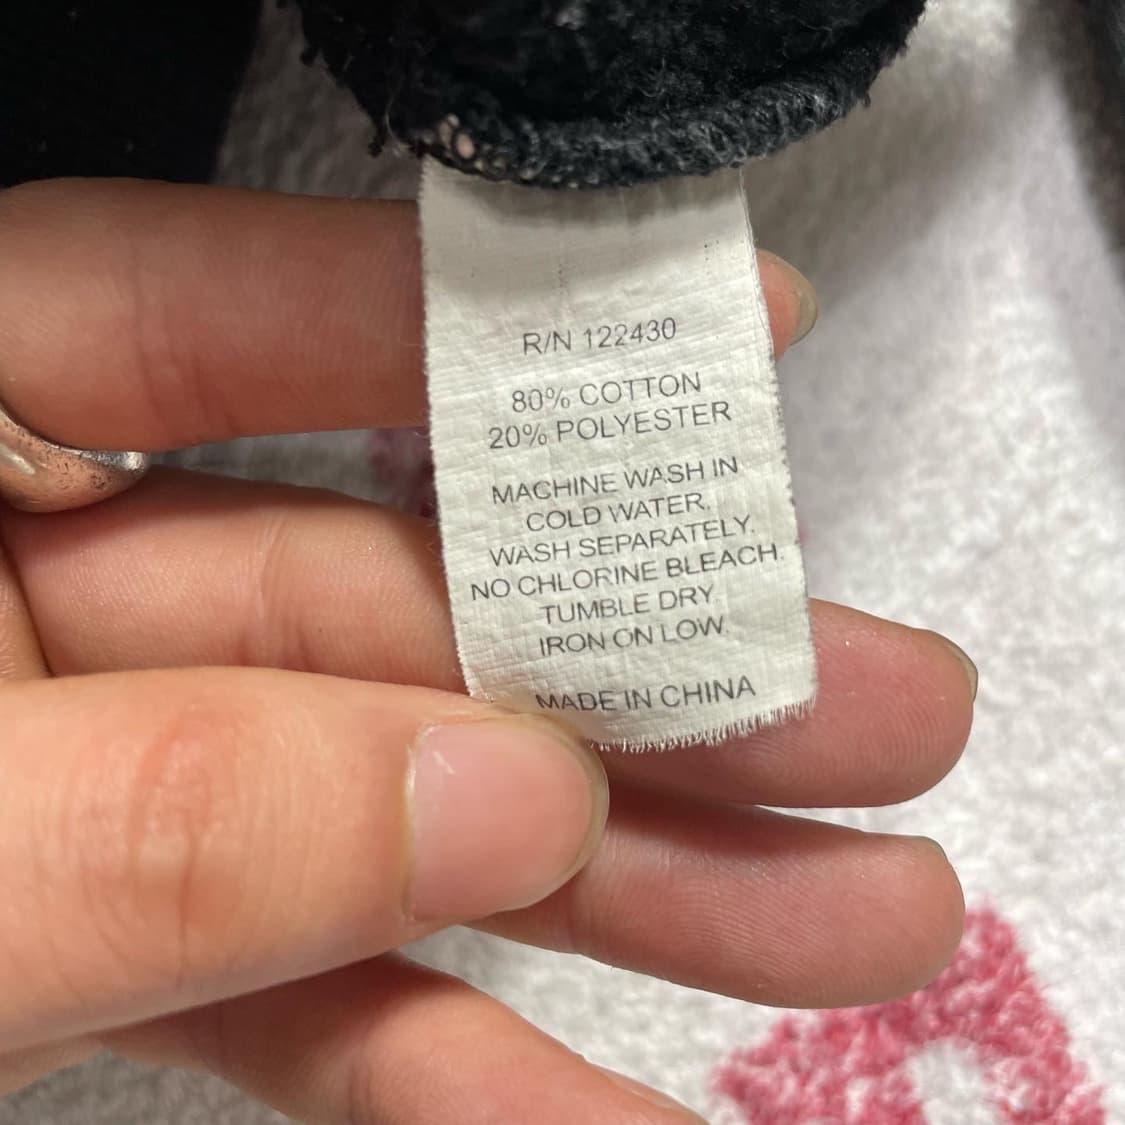 R/N 122430
80% COTTON
20% POLYESTER
MACHINE WASH IN
COLD WATER.
WASH SEPARATELY.
NO CHLORINE BLEACH.
TUMBLE DRY.
IRON ON LOW.
MADE IN CHINA